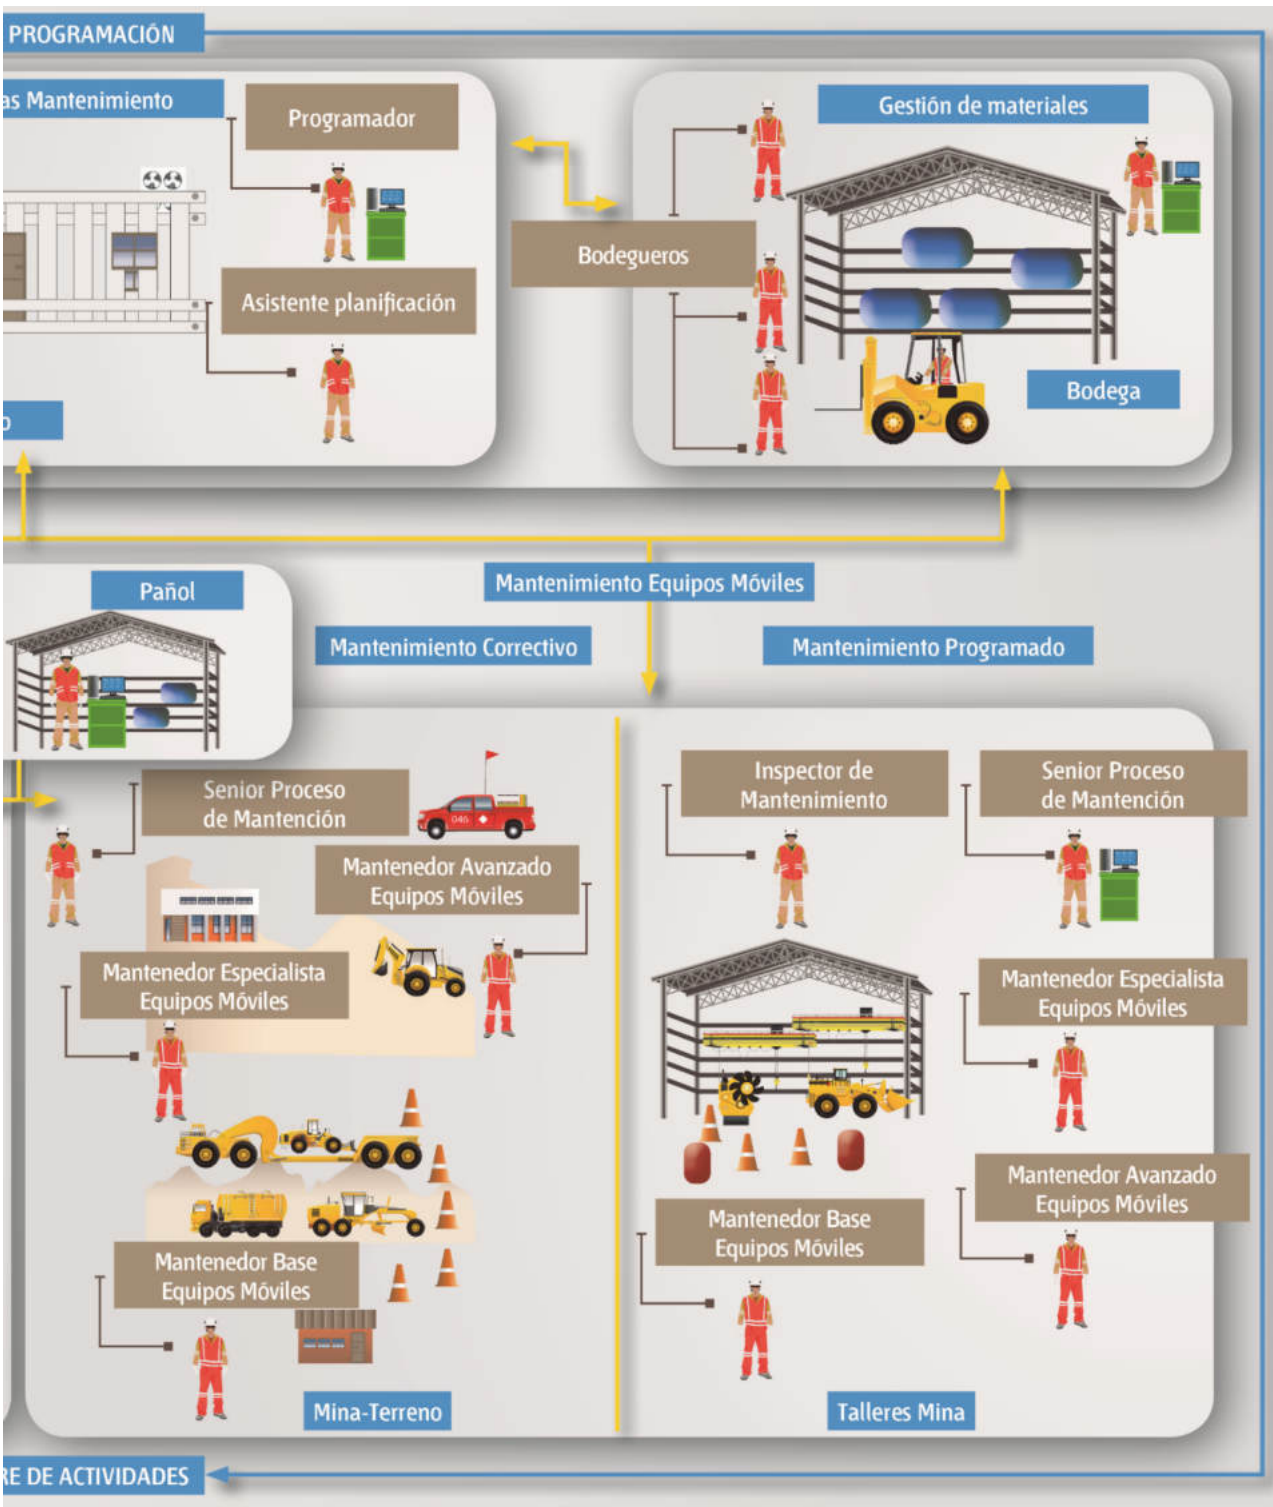 PROGRAMACIÓN
as Mantenimiento
Programador
Gestión de materiales
Bodegueros
Asistente planificación
Bodega
o
Mantenimiento Equipos Móviles
Pañol
Mantenimiento Correctivo
Mantenimiento Programado
Senior Proceso
de Mantención
046
Inspector de
Mantenimiento
Senior Proceso
de Mantención
Mantenedor Avanzado
Equipos Móviles
Mantenedor Especialista
Equipos Móviles
Mantenedor Especialista
Equipos Móviles
Mantenedor Avanzado
Equipos Móviles
Mantenedor Base
Equipos Móviles
Mantenedor Base
Equipos Móviles
Mina-Terreno
Talleres Mina
RE DE ACTIVIDADES